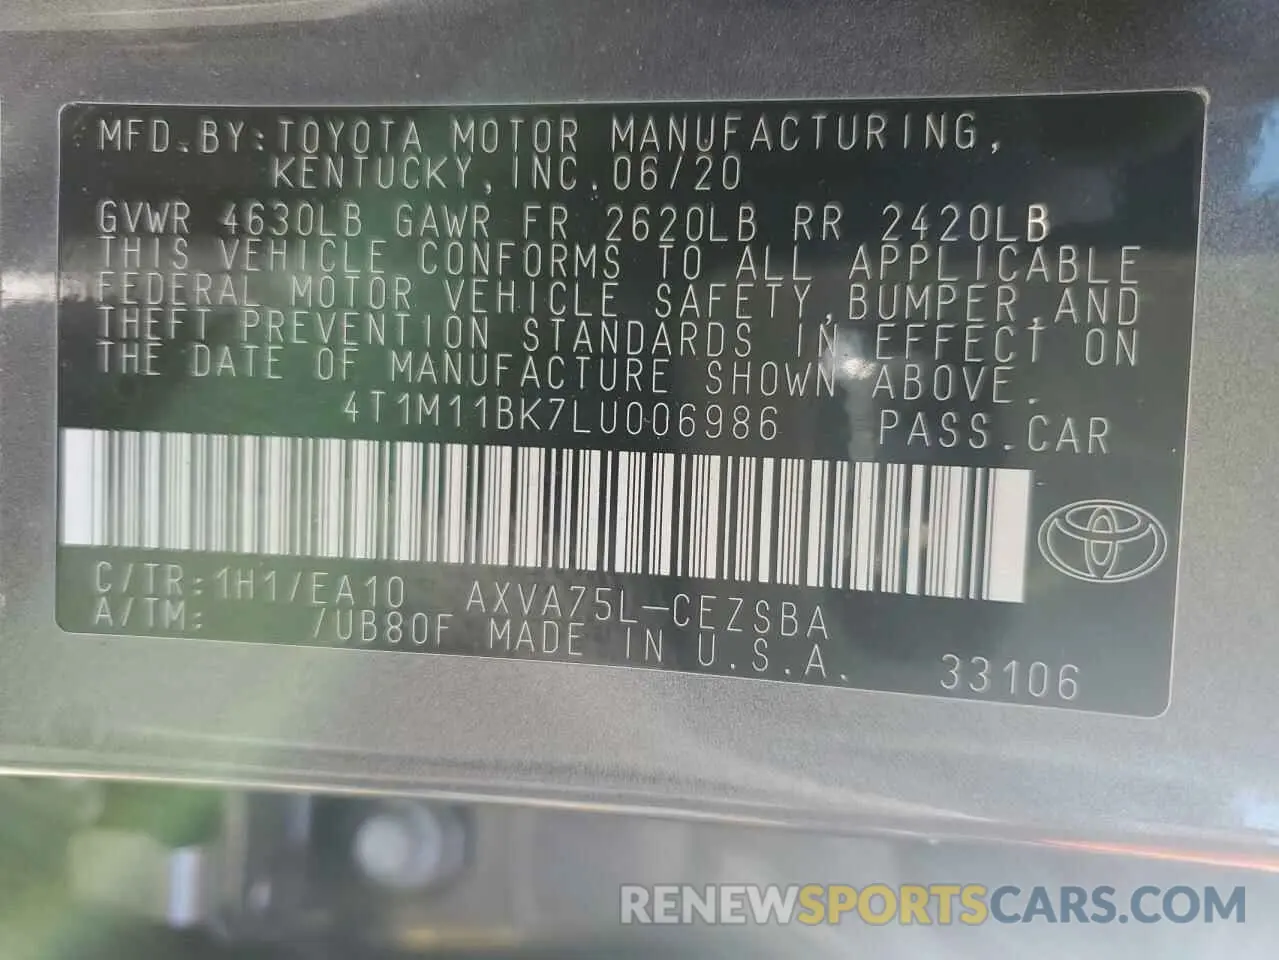 MFD.BY:TOYOTA MOTOR MANUFACTURING,
KENTUCKY,INC.06/20
GVWR 4630LB GAWR FR 2620LB RR 2420LB
THIS VEHICLE CONFORMS TO ALL APPLICABLE
FEDERAL MOTOR VEHICLE SAFETY,BUMPER,AND
THEFT PREVENTION STANDARDS IN EFFECT ON
THE DATE OF MANUFACTURE SHOWN ABOVE.
4T1M11BK7LU006986 PASS.CAR
C/TR:1H1/EA10 AXVA75L-CEZSBA
A/TM: /UB80F MADE IN U.S.A. 33106
RENEWSPORTSCARS.COM